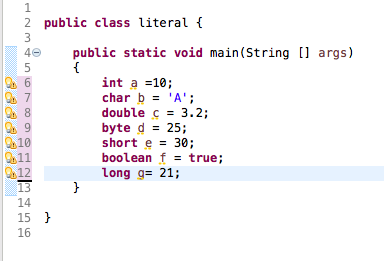 1
2 public class literal {
3
4 public static void main(String [] args)
5 {
6 int a =10;
7 char b = 'A';
8 double c = 3.2;
9 byte d = 25;
10 short e = 30;
11 boolean f = true;
12 long g= 21;
13 }
14
15 }
16